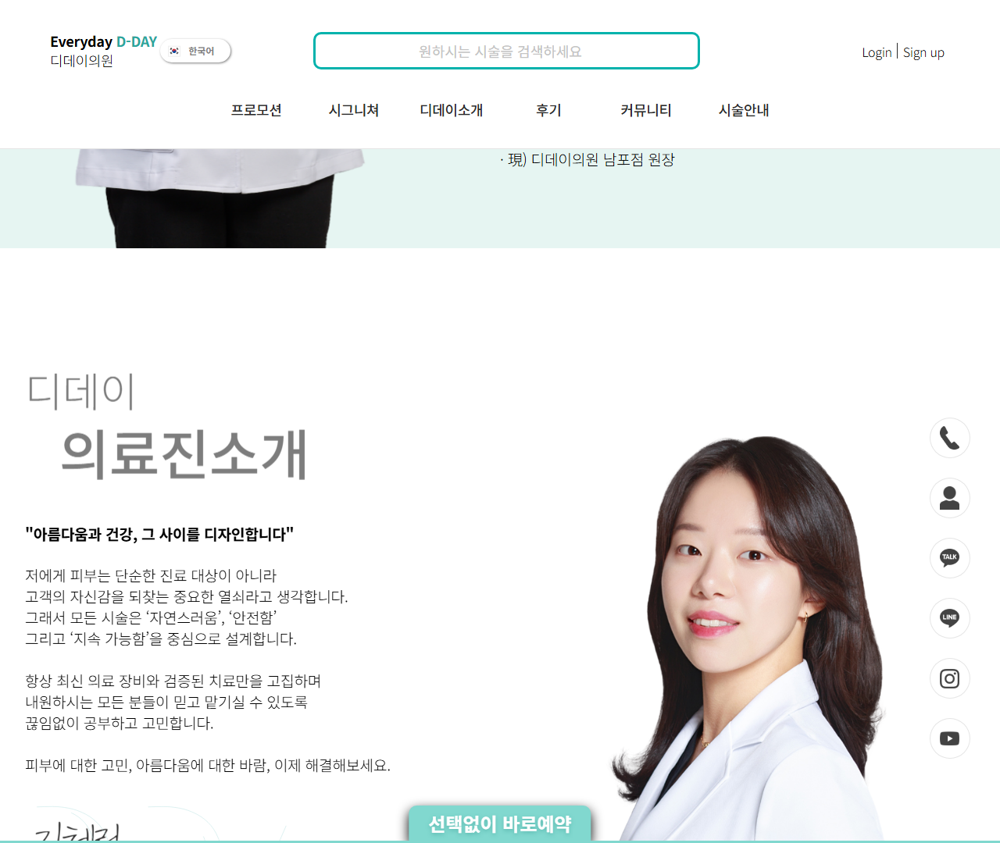 Everyday D-DAY
디데이의원
한국어
원하시는 시술을 검색하세요
Login | Sign up
프로모션 시그니쳐 디데이소개 후기 커뮤니티 시술안내
· 現) 디데이의원 남포점 원장
디데이
의료진소개
"아름다움과 건강, 그 사이를 디자인합니다"
저에게 피부는 단순한 진료 대상이 아니라
고객의 자신감을 되찾는 중요한 열쇠라고 생각합니다.
그래서 모든 시술은 ‘자연스러움’, ‘안전함’
그리고 ‘지속 가능함’을 중심으로 설계합니다.
항상 최신 의료 장비와 검증된 치료만을 고집하며
내원하시는 모든 분들이 믿고 맡기실 수 있도록
끊임없이 공부하고 고민합니다.
피부에 대한 고민, 아름다움에 대한 바람, 이제 해결해보세요.
TALK
LINE
선택없이 바로예약